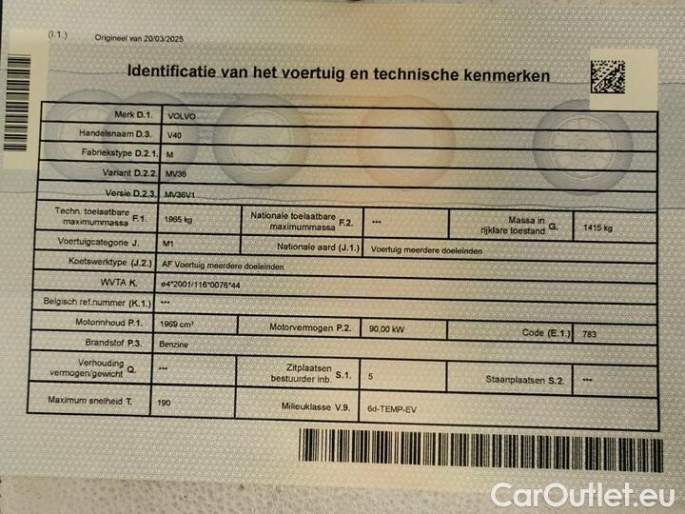 (I.1.) Origineel van 20/03/2025
Identificatie van het voertuig en technische kenmerken
Merk D.1. VOLVO
Handelsnaam D.3. V40
Fabriekstype D.2.1. M
Variant D.2.2. MV36
Versie D.2.3. MV36V1
Techn. toelaatbare maximummassa F.1. 1965 kg Nationale toelaatbare maximummassa F.2. *** Massa in rijklare toestand G. 1415 kg
Voertuigcategorie J. M1 Nationale aard (J.1.) Voertuig meerdere doeleinden
Koetswerktype (J.2.) AF Voertuig meerdere doeleinden
WVTA K. e4*2001/116*0076*44
Belgisch ref.nummer (K.1.) ***
Motorinhoud P.1. 1969 cm³ Motorvermogen P.2. 90,00 kW Code (E.1.) 783
Brandstof P.3. Benzine
Verhouding vermogen/gewicht Q. *** Zitplaatsen bestuurder inb. S.1. 5 Staanplaatsen S.2. ***
Maximum snelheid T. 190 Milieuklasse V.9. 6d-TEMP-EV
CarOutlet.eu